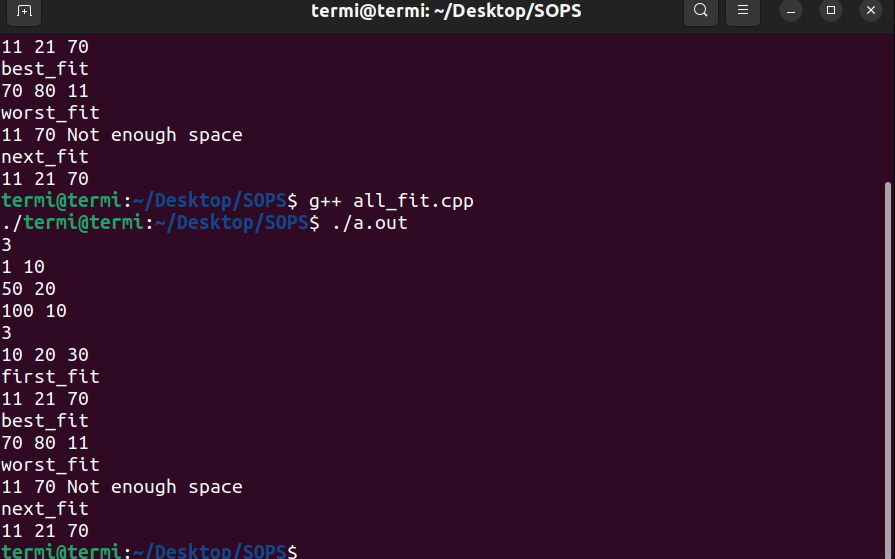 termi@termi: ~/Desktop/SOPS
11 21 70
best_fit
70 80 11
worst_fit
11 70 Not enough space
next_fit
11 21 70
termi@termi:~/Desktop/SOPS$ g++ all_fit.cpp
./termi@termi:~/Desktop/SOPS$ ./a.out
3
1 10
50 20
100 10
3
10 20 30
first_fit
11 21 70
best_fit
70 80 11
worst_fit
11 70 Not enough space
next_fit
11 21 70
termi@termi:~/Desktop/SOPS$